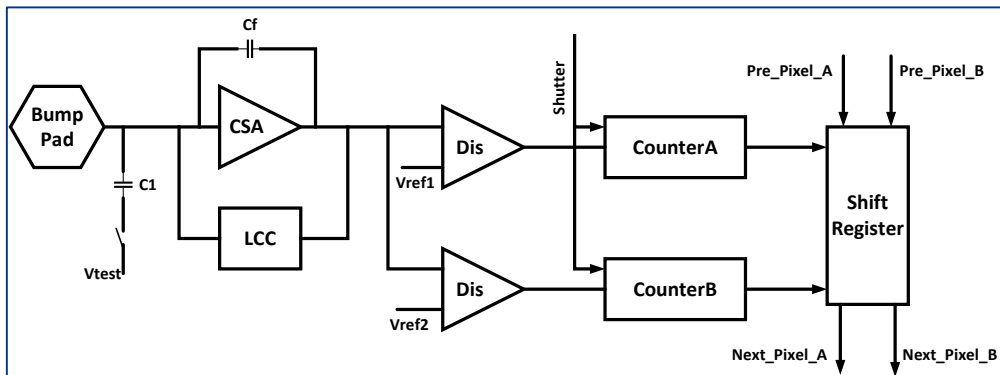 Cf
Bump
Pad
CSA
C1
LCC
Vtest
Dis
Vref1
Dis
Vref2
Shutter
CounterA
CounterB
Pre_Pixel_A
Pre_Pixel_B
Shift
Register
Next_Pixel_A
Next_Pixel_B